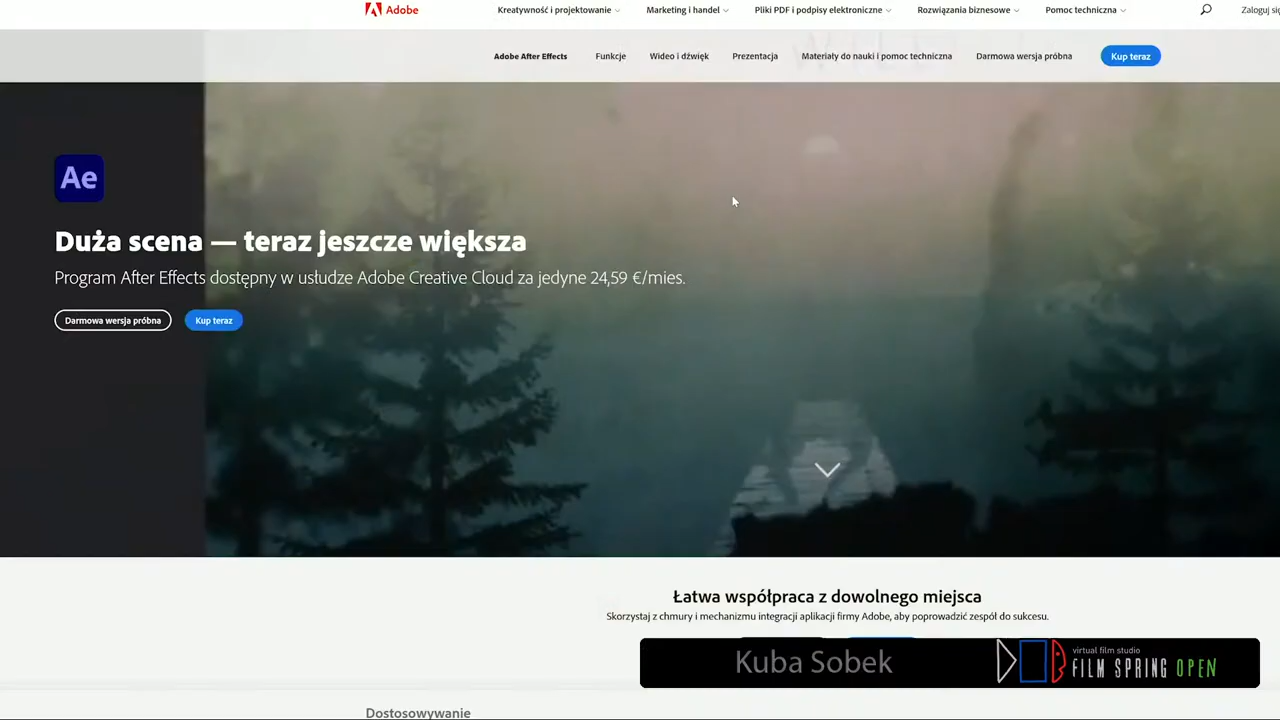 Adobe
Kreatywność i projektowanie
Marketing i handel
Pliki PDF i podpisy elektroniczne
Rozwiązania biznesowe
Pomoc techniczna
Zaloguj się
Adobe After Effects
Funkcje
Wideo i dźwięk
Prezentacja
Materiały do nauki i pomoc techniczna
Darmowa wersja próbna
Kup teraz
Ae
Duża scena — teraz jeszcze większa
Program After Effects dostępny w usłudze Adobe Creative Cloud za jedyne 24,59 €/mies.
Darmowa wersja próbna
Kup teraz
Łatwa współpraca z dowolnego miejsca
Skorzystaj z chmury i mechanizmu integracji aplikacji firmy Adobe, aby poprowadzić zespół do sukcesu.
Kuba Sobek
virtual film studio
FILM SPRING OPEN
Dostosowywanie